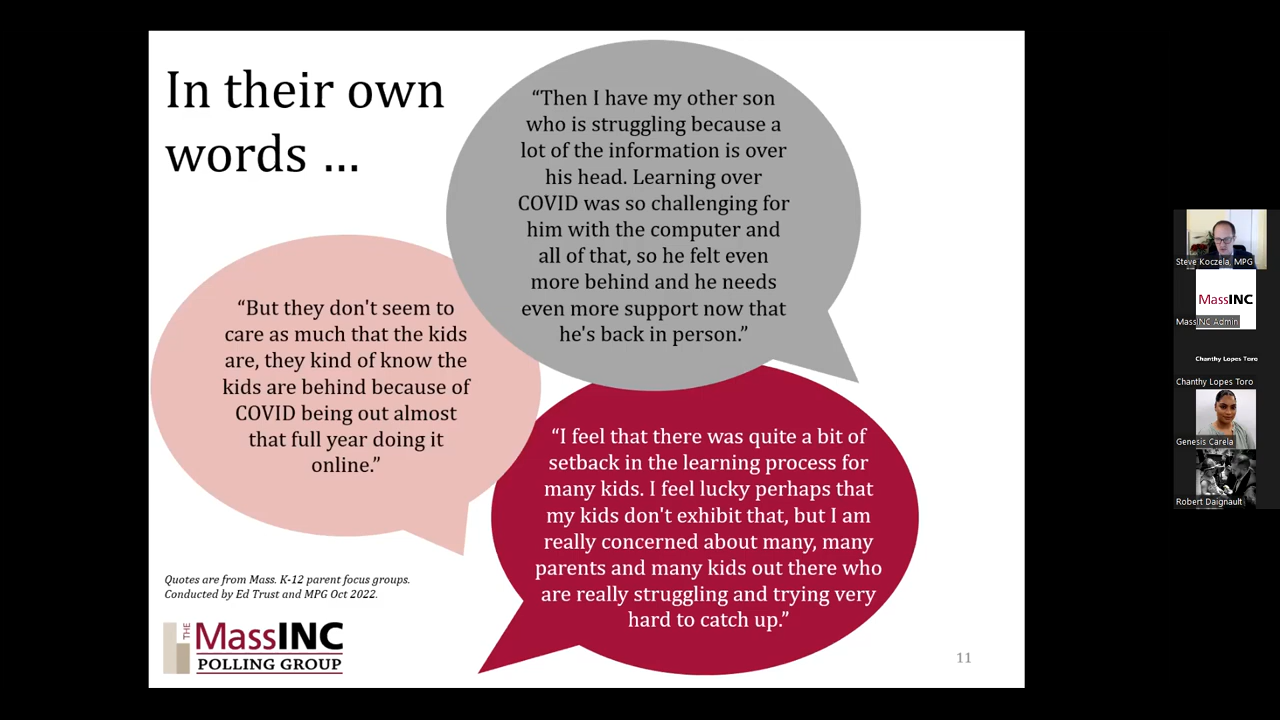 In their own
words ...
“Then I have my other son
who is struggling because a
lot of the information is over
his head. Learning over
COVID was so challenging for
him with the computer and
all of that, so he felt even
more behind and he needs
even more support now that
he's back in person.”
“But they don't seem to
care as much that the kids
are, they kind of know the
kids are behind because of
COVID being out almost
that full year doing it
online.”
“I feel that there was quite a bit of
setback in the learning process for
many kids. I feel lucky perhaps that
my kids don't exhibit that, but I am
really concerned about many, many
parents and many kids out there who
are really struggling and trying very
hard to catch up.”
Quotes are from Mass. K-12 parent focus groups.
Conducted by Ed Trust and MPG Oct 2022.
THE
MassINC
POLLING GROUP
11
Steve Koczela, MPG
MassINC
MassINC Admin
Chanthy Lopes Toro
Chanthy Lopes Toro
Genesis Carela
Robert Daignault